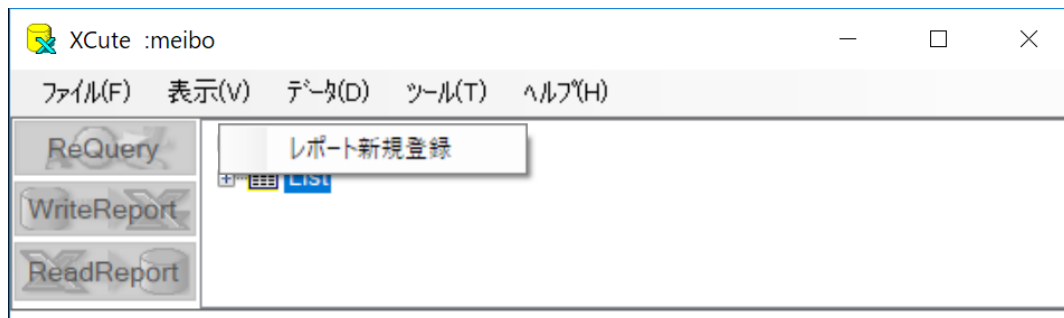 XCute :meibo
ﾌｧｲﾙ(F) 表示(V) ﾃﾞｰﾀ(D) ﾂｰﾙ(T) ﾍﾙﾌﾟ(H)
ReQuery
レポート新規登録
List
WriteReport
ReadReport